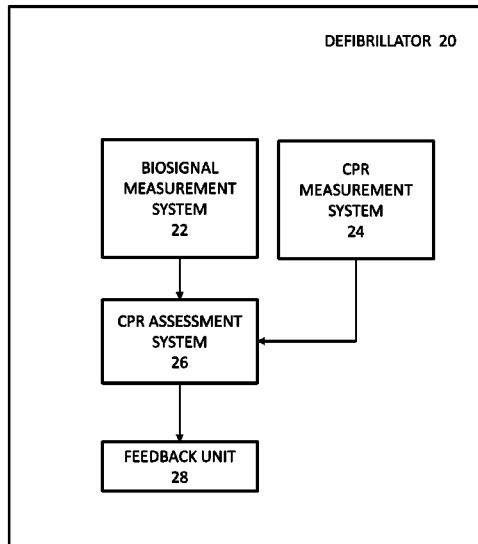 DEFIBRILLATOR 20
BIOSIGNAL
MEASUREMENT
SYSTEM
22
CPR
MEASUREMENT
SYSTEM
24
CPR ASSESSMENT
SYSTEM
26
FEEDBACK UNIT
28